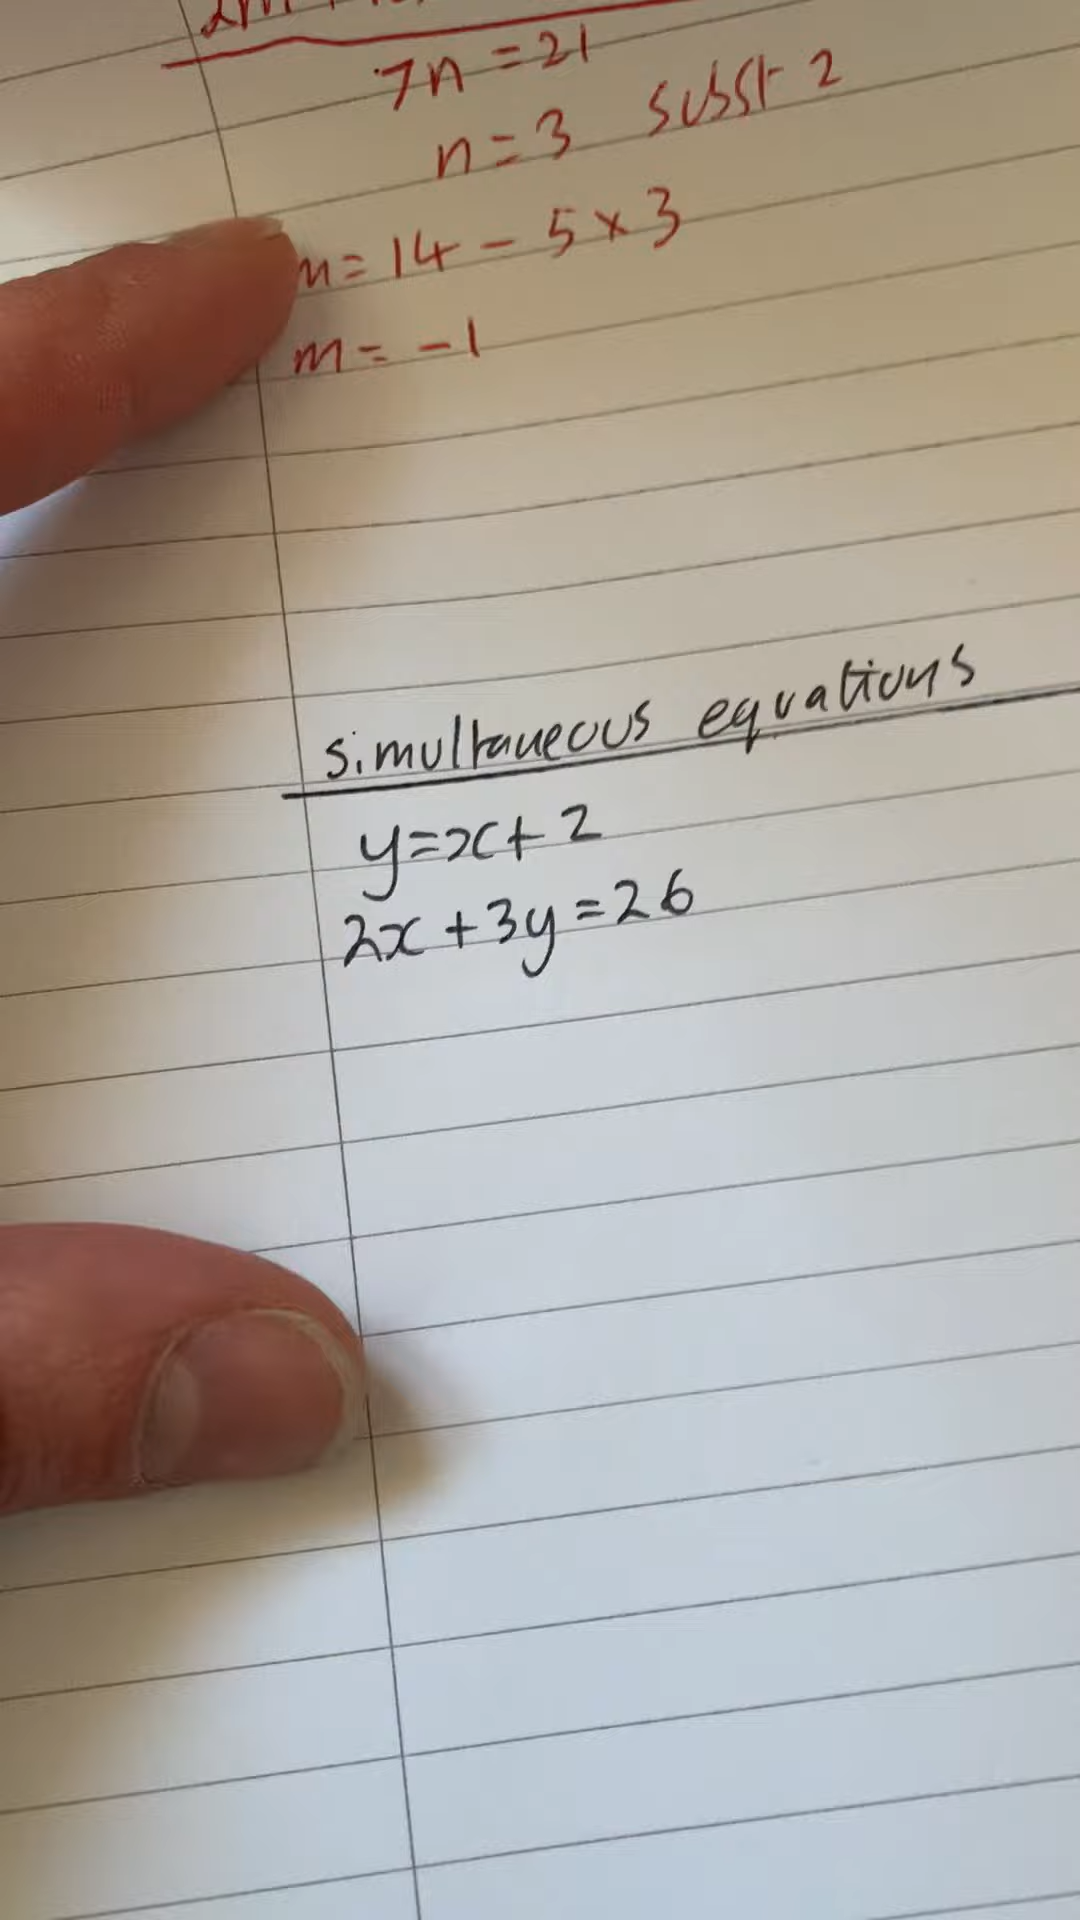 7n = 21
n = 3 subst 2
m = 14 - 5 × 3
m = -1
simultaneous equations
y=x+2
2x+3y=26